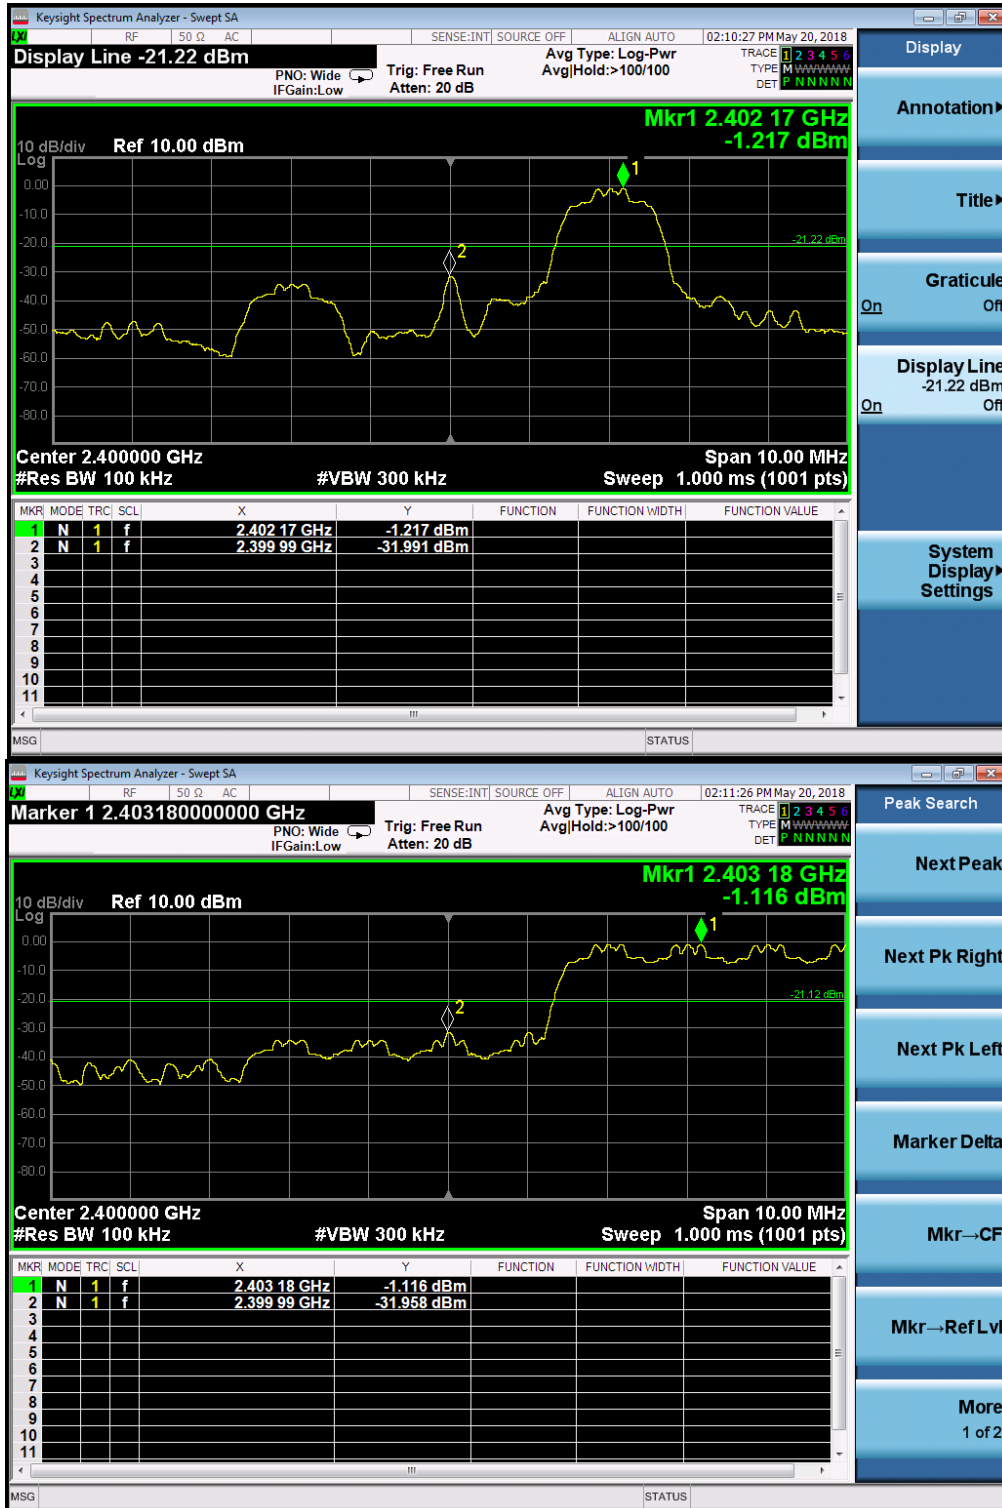 Keysight Spectrum Analyzer - Swept SA
LXI RF 50 Ω AC SENSE:INT SOURCE OFF ALIGN AUTO 02:10:27 PM May 20, 2018
Display Line -21.22 dBm
PNO: Wide
IFGain:Low
Trig: Free Run
Atten: 20 dB
Avg Type: Log-Pwr
Avg|Hold:>100/100
TRACE 1 2 3 4 5 6
TYPE M WWWWW
DET P N N N N N
Mkr1 2.402 17 GHz
-1.217 dBm
10 dB/div Ref 10.00 dBm
Log
1
0.00
-10.0
-20.0
-21.22 dBm
2
-30.0
-40.0
-50.0
-60.0
-70.0
-80.0
Center 2.400000 GHz Span 10.00 MHz
#Res BW 100 kHz #VBW 300 kHz Sweep 1.000 ms (1001 pts)
MKR MODE TRC SCL X Y FUNCTION FUNCTION WIDTH FUNCTION VALUE
1 N 1 f 2.402 17 GHz -1.217 dBm
2 N 1 f 2.399 99 GHz -31.991 dBm
3
4
5
6
7
8
9
10
11
MSG STATUS
Display
Annotation
Title
Graticule
On Off
Display Line
-21.22 dBm
On Off
System
Display
Settings
Keysight Spectrum Analyzer - Swept SA
LXI RF 50 Ω AC SENSE:INT SOURCE OFF ALIGN AUTO 02:11:26 PM May 20, 2018
Marker 1 2.403180000000 GHz
PNO: Wide
IFGain:Low
Trig: Free Run
Atten: 20 dB
Avg Type: Log-Pwr
Avg|Hold:>100/100
TRACE 1 2 3 4 5 6
TYPE M WWWWW
DET P N N N N N
Mkr1 2.403 18 GHz
-1.116 dBm
10 dB/div Ref 10.00 dBm
Log
1
0.00
-10.0
-20.0
-21.12 dBm
2
-30.0
-40.0
-50.0
-60.0
-70.0
-80.0
Center 2.400000 GHz Span 10.00 MHz
#Res BW 100 kHz #VBW 300 kHz Sweep 1.000 ms (1001 pts)
MKR MODE TRC SCL X Y FUNCTION FUNCTION WIDTH FUNCTION VALUE
1 N 1 f 2.403 18 GHz -1.116 dBm
2 N 1 f 2.399 99 GHz -31.958 dBm
3
4
5
6
7
8
9
10
11
MSG STATUS
Peak Search
Next Peak
Next Pk Right
Next Pk Left
Marker Delta
Mkr→CF
Mkr→Ref Lvl
More
1 of 2